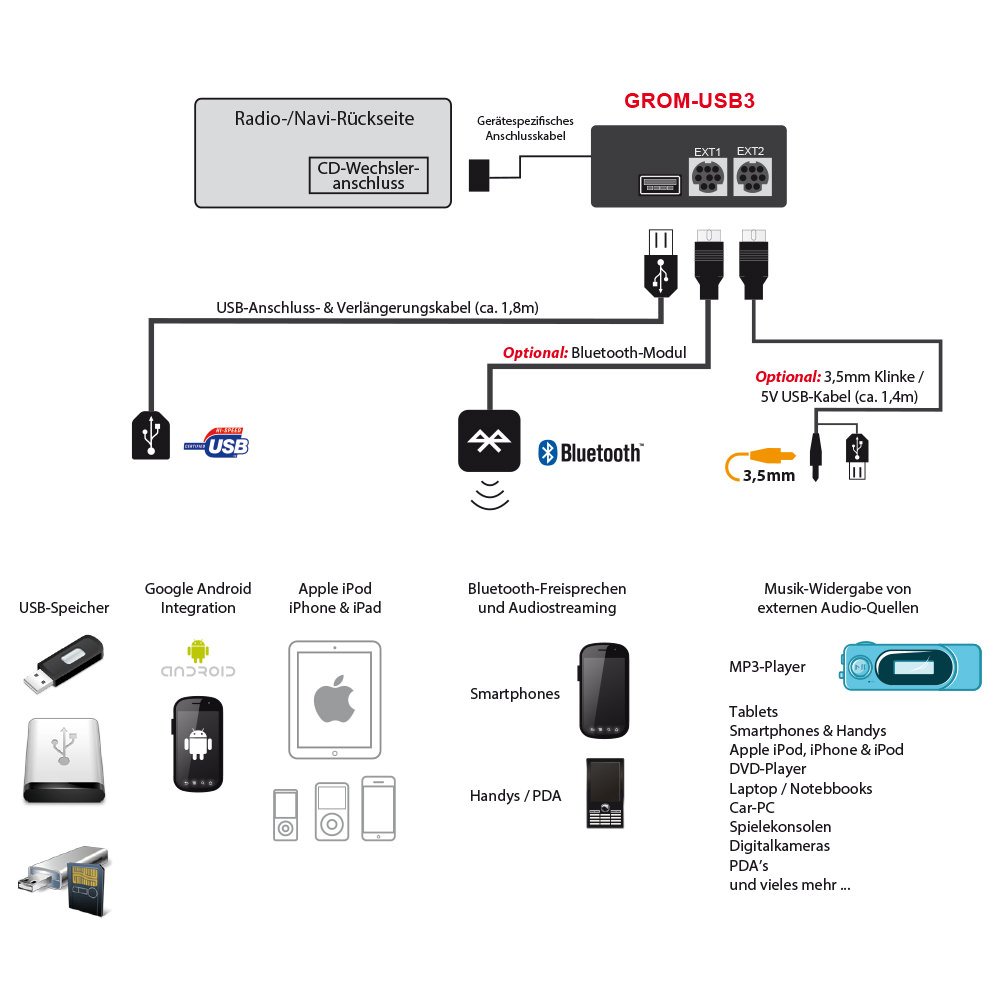 GROM-USB3
Radio-/Navi-Rückseite
Gerätespezifisches
Anschlusskabel
EXT1
EXT2
CD-Wechsler-
anschluss
USB-Anschluss- & Verlängerungskabel (ca. 1,8m)
Optional: Bluetooth-Modul
Optional: 3,5mm Klinke /
5V USB-Kabel (ca. 1,4m)
HI-SPEED
CERTIFIED USB
Bluetooth™
3,5mm
USB-Speicher
Google Android
Integration
Apple iPod
iPhone & iPad
Bluetooth-Freisprechen
und Audiostreaming
Musik-Widergabe von
externen Audio-Quellen
ANDROID
MP3-Player
Smartphones
Handys / PDA
Tablets
Smartphones & Handys
Apple iPod, iPhone & iPod
DVD-Player
Laptop / Notebbooks
Car-PC
Spielekonsolen
Digitalkameras
PDA's
und vieles mehr ...